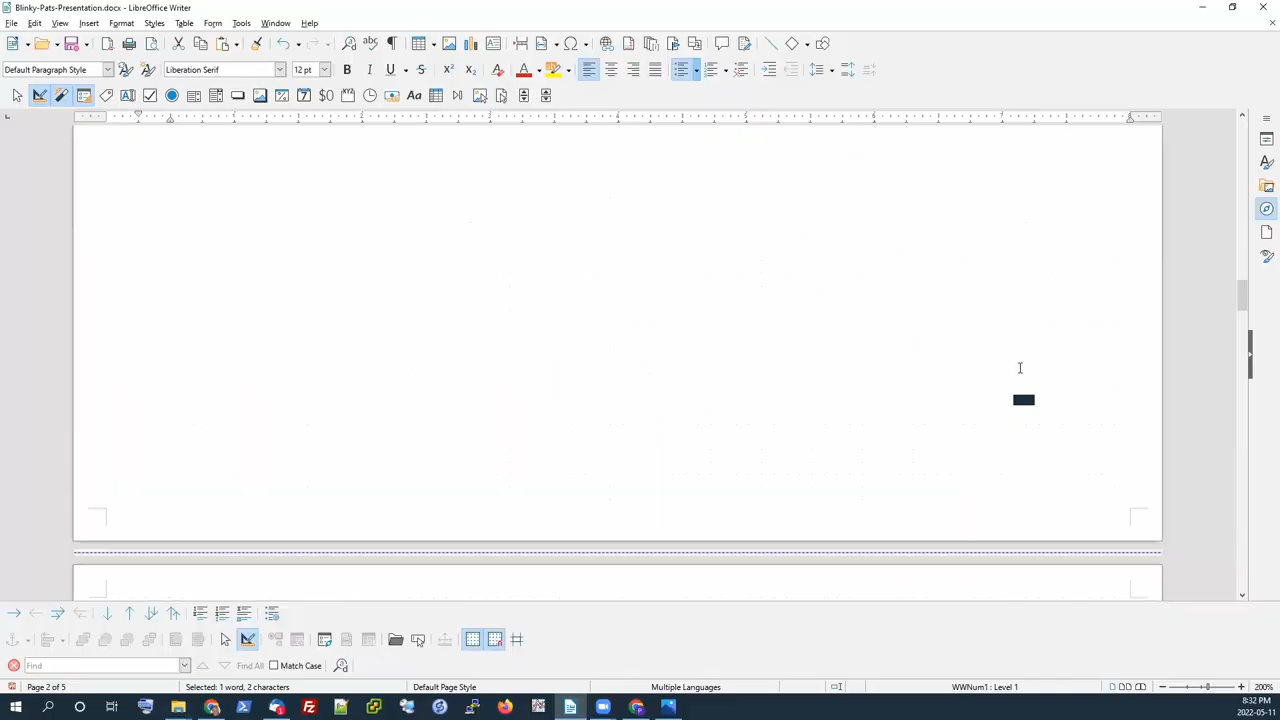 Blinky-Pats-Presentation.docx - LibreOffice Writer
File Edit View Insert Format Styles Table Form Tools Window Help
Default Paragraph Style Liberation Serif 12 pt
Find Find All Match Case
Page 2 of 5 Selected: 1 word, 2 characters Default Page Style Multiple Languages WWNum1 : Level 1 200%
8:32 PM
2022-05-11